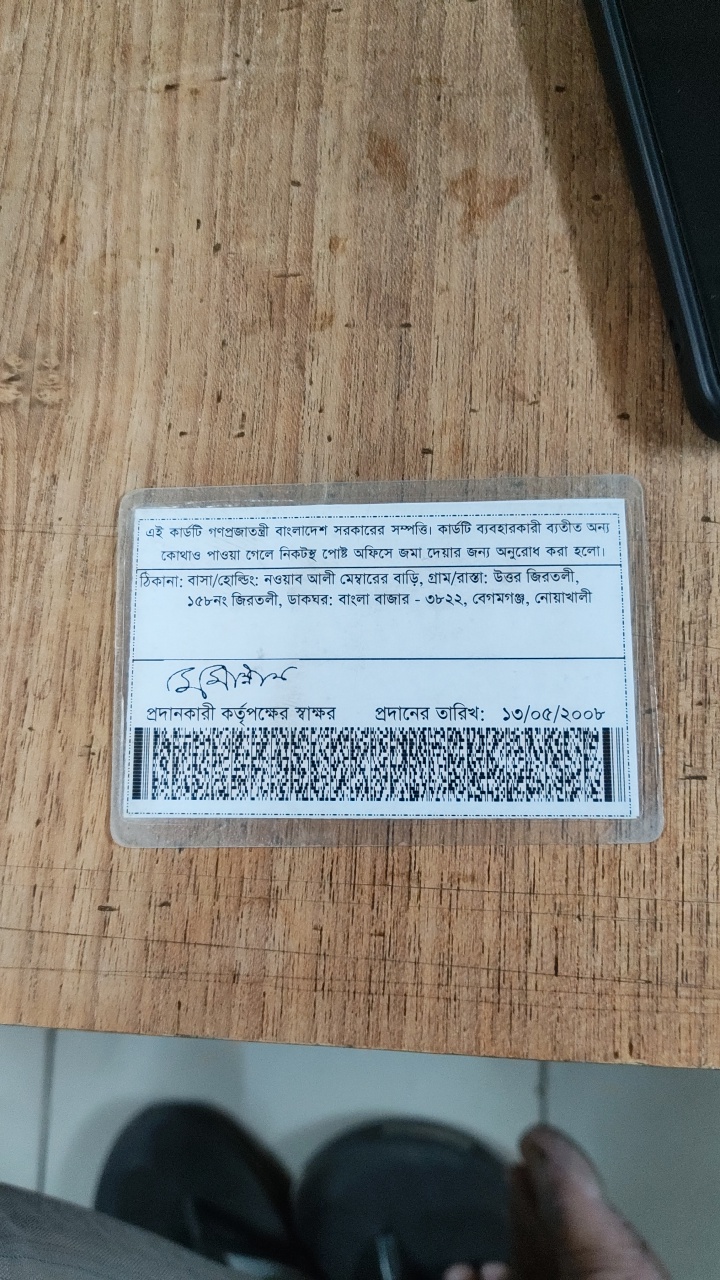 এই কার্ডটি গণপ্রজাতন্ত্রী বাংলাদেশ সরকারের সম্পত্তি। কার্ডটি ব্যবহারকারী ব্যতীত অন্য
কোথাও পাওয়া গেলে নিকটস্থ পোষ্ট অফিসে জমা দেয়ার জন্য অনুরোধ করা হলো।
ঠিকানা: বাসা/হোল্ডিং: নওয়াব আলী মেম্বারের বাড়ি, গ্রাম/রাস্তা: উত্তর জিরতলী,
১৫৮নং জিরতলী, ডাকঘর: বাংলা বাজার - ৩৮২২, বেগমগঞ্জ, নোয়াখালী
প্রদানকারী কর্তৃপক্ষের স্বাক্ষর প্রদানের তারিখ: ১৩/০৫/২০০৮